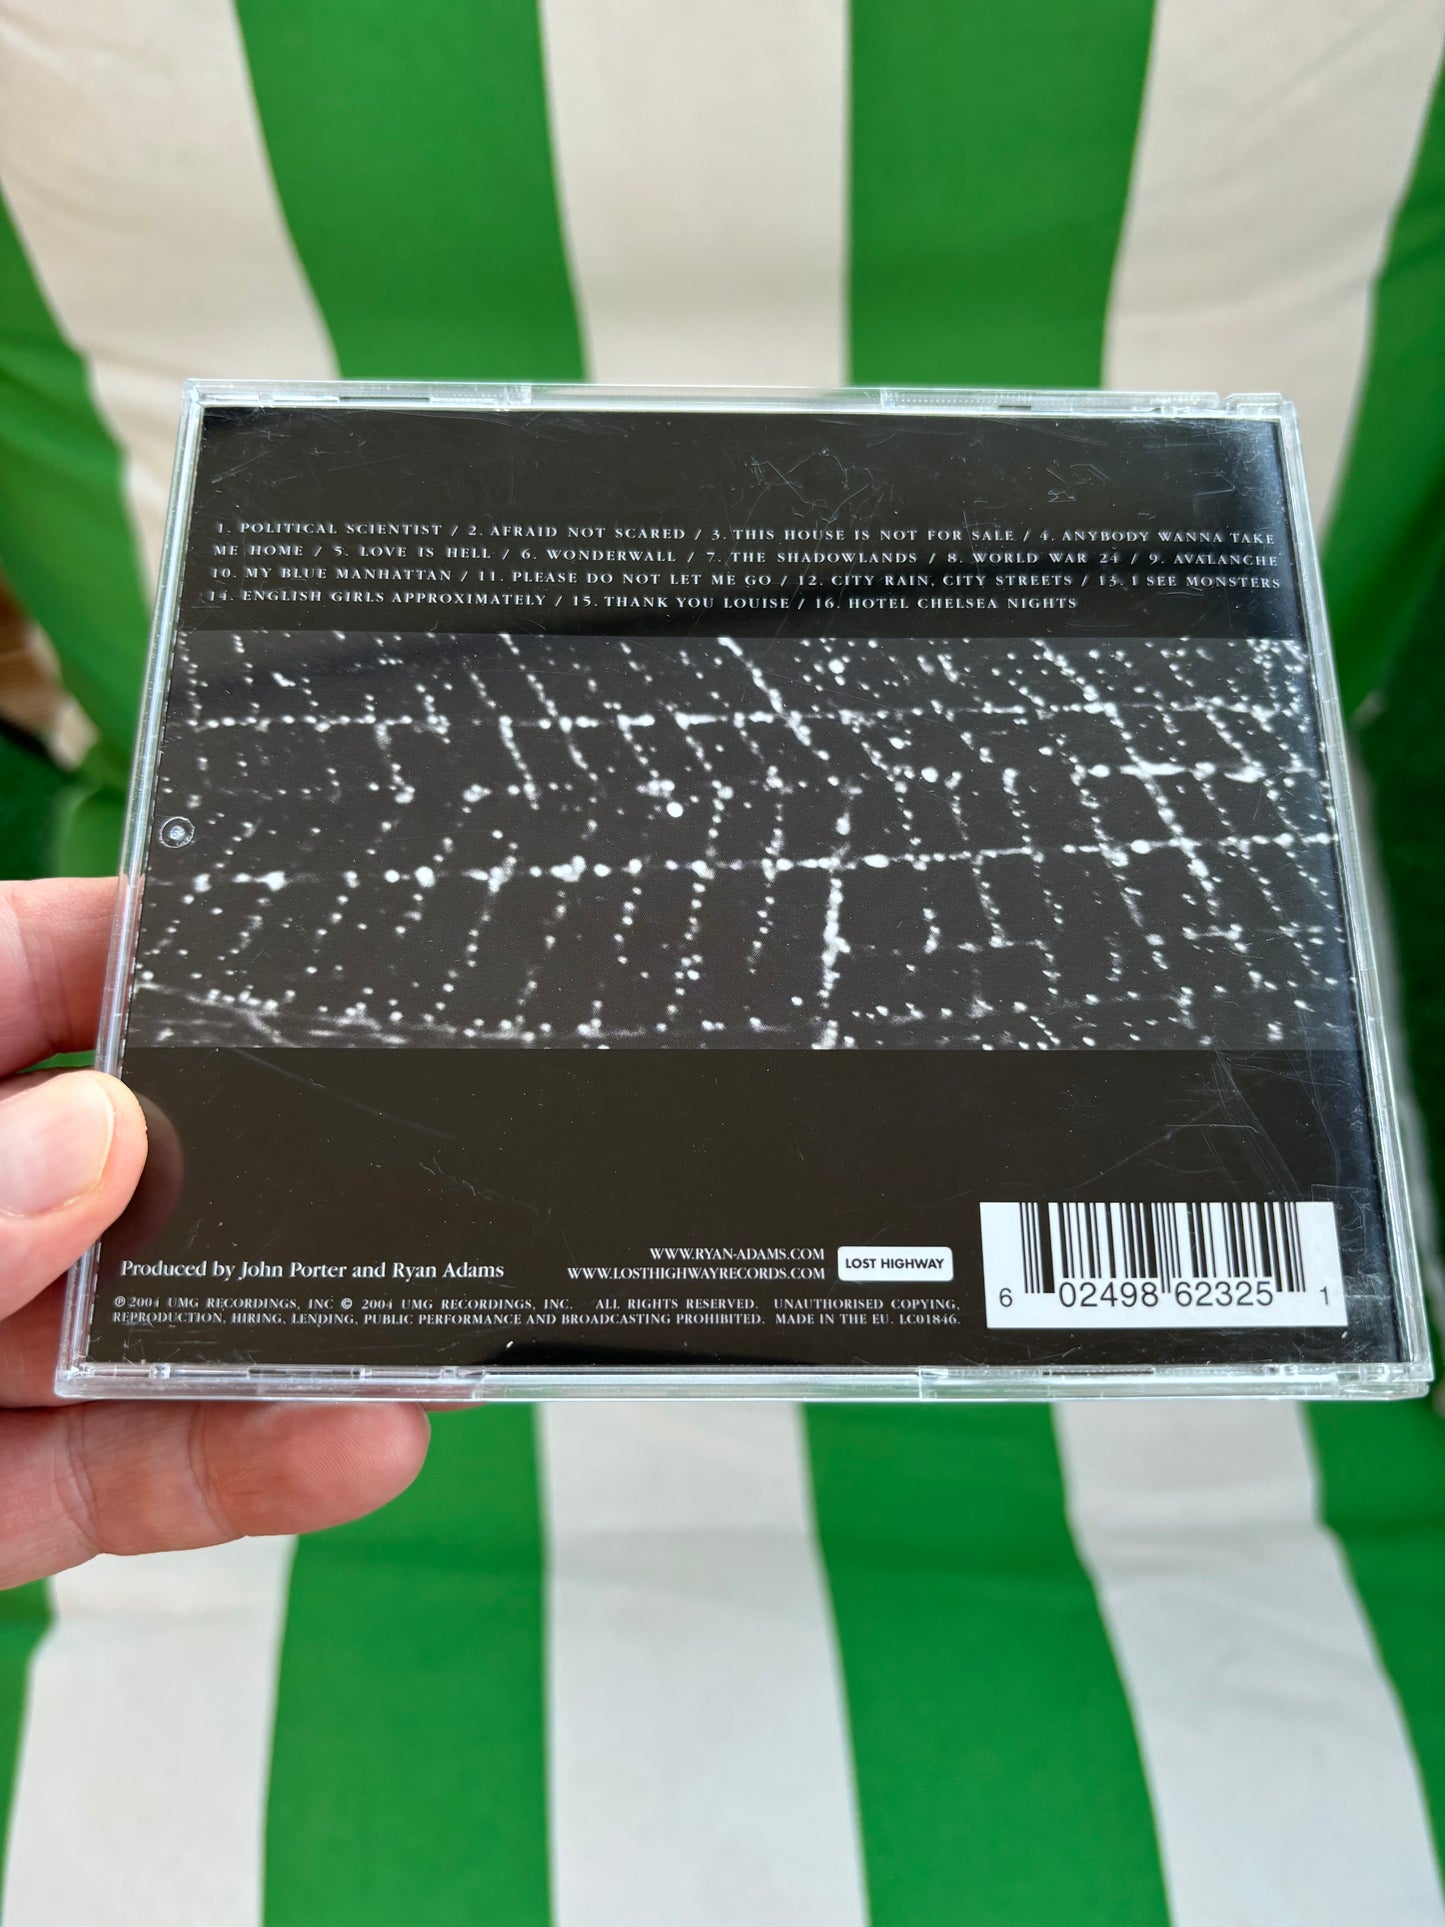 1. POLITICAL SCIENTIST / 2. AFRAID NOT SCARED / 3. THIS HOUSE IS NOT FOR SALE / 4. ANYBODY WANNA TAKE
ME HOME / 5. LOVE IS HELL / 6. WONDERWALL / 7. THE SHADOWLANDS / 8. WORLD WAR 24 / 9. AVALANCHE
10. MY BLUE MANHATTAN / 11. PLEASE DO NOT LET ME GO / 12. CITY RAIN, CITY STREETS / 13. I SEE MONSTERS
14. ENGLISH GIRLS APPROXIMATELY / 15. THANK YOU LOUISE / 16. HOTEL CHELSEA NIGHTS
Produced by John Porter and Ryan Adams
WWW.RYAN-ADAMS.COM
WWW.LOSTHIGHWAYRECORDS.COM
LOST HIGHWAY
℗ 2004 UMG RECORDINGS, INC © 2004 UMG RECORDINGS, INC. ALL RIGHTS RESERVED. UNAUTHORISED COPYING,
REPRODUCTION, HIRING, LENDING, PUBLIC PERFORMANCE AND BROADCASTING PROHIBITED. MADE IN THE EU. LC01846.
6 02498 62325 1